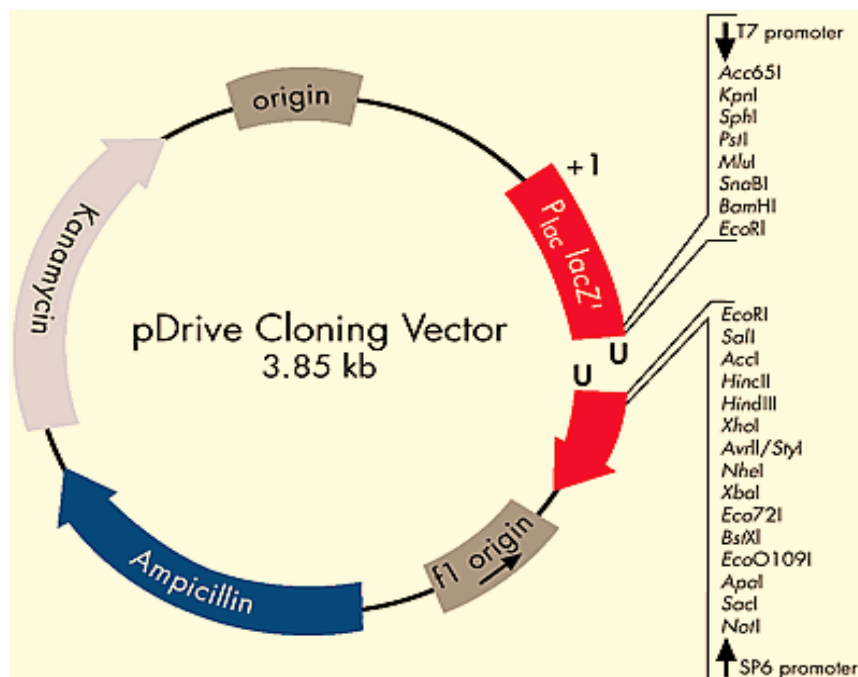 origin
Kanamycin
+1
Plac lacZ'
pDrive Cloning Vector
3.85 kb
U
U
Ampicillin
f1 origin
T7 promoter
Acc65I
KpnI
SphI
PstI
MluI
SnaBI
BamHI
EcoRI
EcoRI
SalI
AccI
HincII
HindIII
XhoI
AvrII/StyI
NheI
XbaI
Eco72I
BstXI
EcoO109I
ApaI
SacI
NotI
SP6 promoter